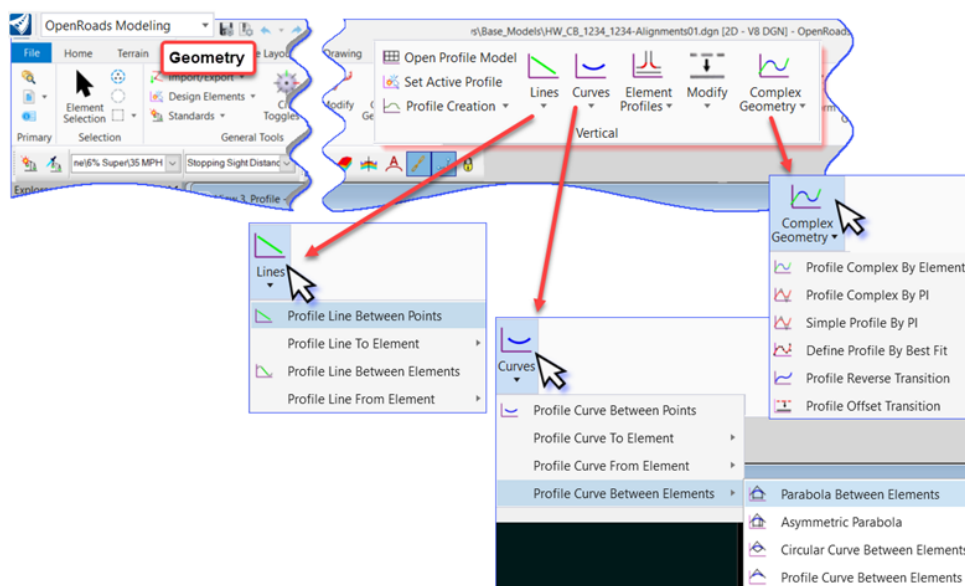 OpenRoads Modeling
rs\Base_Models\HW_CB_1234_1234-Alignments01.dgn [2D - V8 DGN] - OpenRoads
File Home Terrain Geometry Layou Drawing
Import/Export
Design Elements
Standards
Element
Selection
Toggles
Primary Selection General Tools
Open Profile Model
Set Active Profile
Profile Creation
Lines
Curves
Element
Profiles
Modify
Complex
Geometry
Vertical
ne\6% Super\35 MPH Stopping Sight Distanc
3, Profile
Lines
Profile Line Between Points
Profile Line To Element
Profile Line Between Elements
Profile Line From Element
Curves
Profile Curve Between Points
Profile Curve To Element
Profile Curve From Element
Profile Curve Between Elements
Parabola Between Elements
Asymmetric Parabola
Circular Curve Between Elements
Profile Curve Between Elements
Complex
Geometry
Profile Complex By Element
Profile Complex By PI
Simple Profile By PI
Define Profile By Best Fit
Profile Reverse Transition
Profile Offset Transition